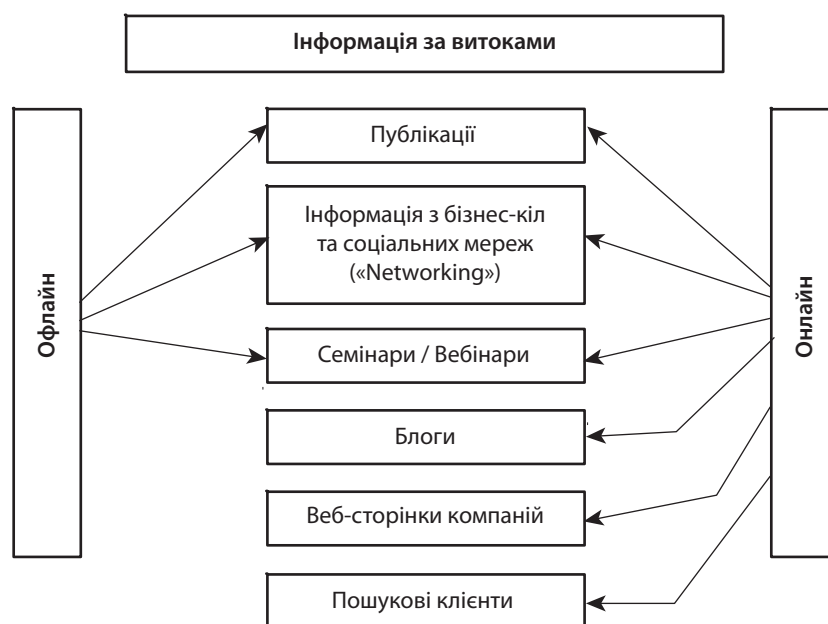 Інформація за витоками
Офлайн
Публікації
Інформація з бізнес-кіл
та соціальних мереж
(«Networking»)
Семінари / Вебінари
Блоги
Веб-сторінки компаній
Пошукові клієнти
Онлайн